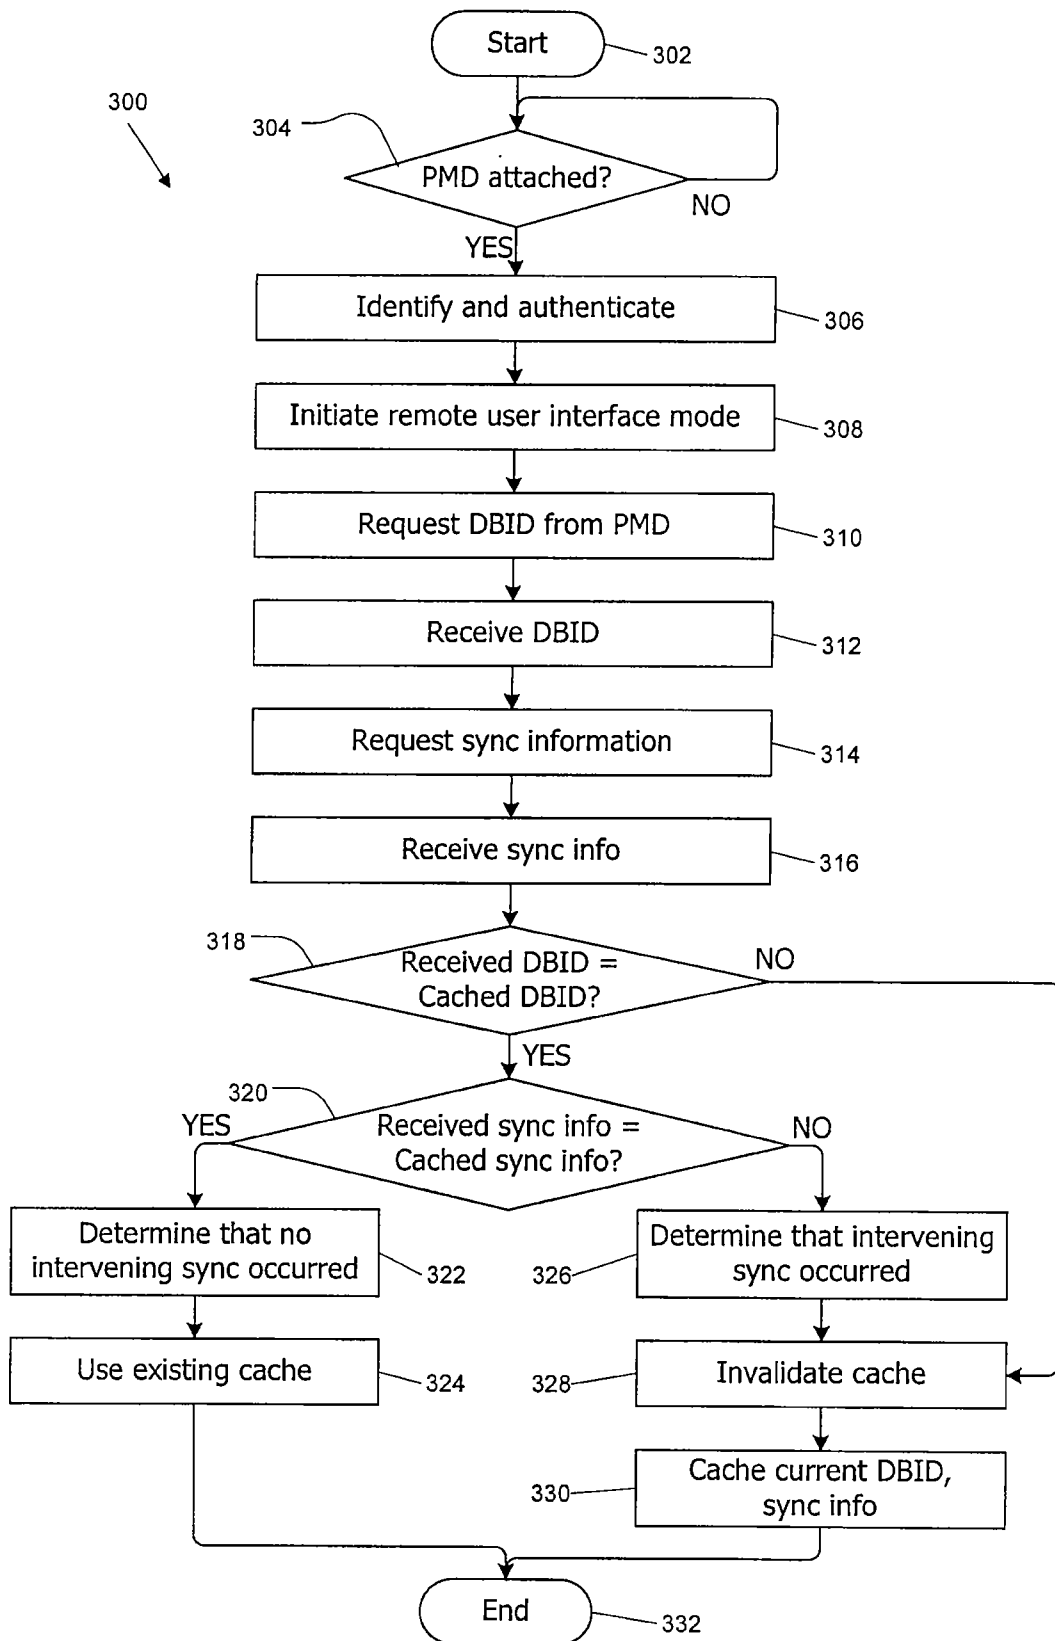 Start
302
300
304
PMD attached?
NO
YES
Identify and authenticate
306
Initiate remote user interface mode
308
Request DBID from PMD
310
Receive DBID
312
Request sync information
314
Receive sync info
316
318
Received DBID =
Cached DBID?
NO
YES
320
YES
Received sync info =
Cached sync info?
NO
Determine that no
intervening sync occurred
322
326
Determine that intervening
sync occurred
Use existing cache
324
328
Invalidate cache
330
Cache current DBID,
sync info
End
332